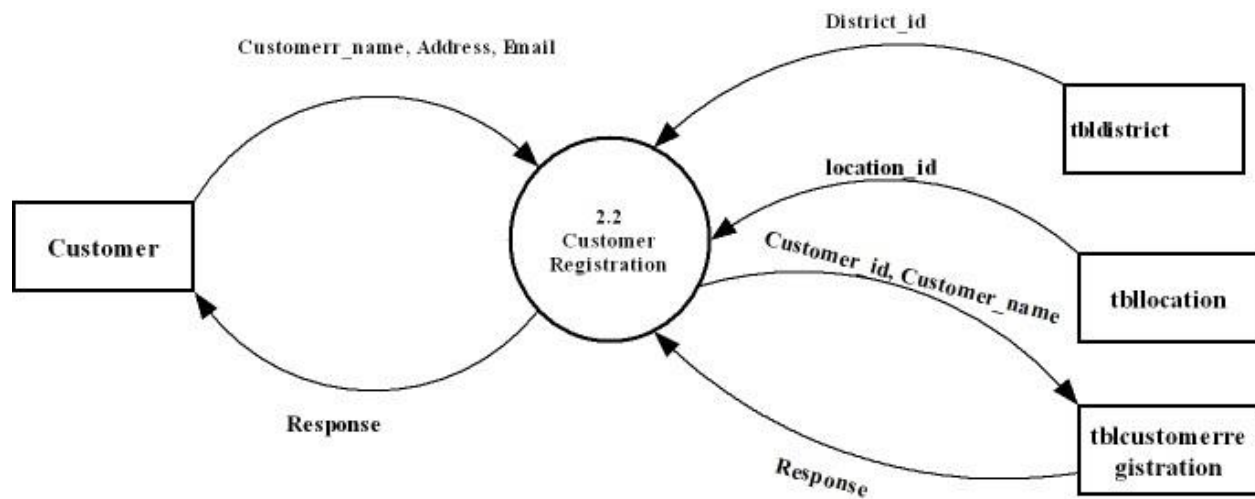 District_id
Customerr_name, Address, Email
tbldistrict
location_id
2.2
Customer
Registration
Customer
Customer_id, Customer_name
tbllocation
Response
tblcustomerre
gistration
Response